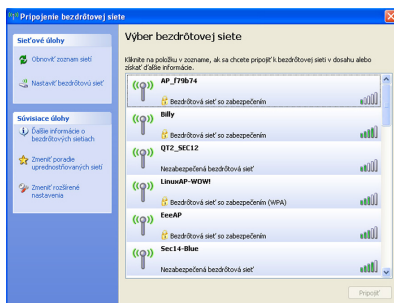 Pripojenie bezdrôtovej siete
Sieťové úlohy
Obnoviť zoznam sietí
Nastaviť bezdrôtovú sieť
Súvisiace úlohy
Ďalšie informácie o
bezdrôtových sietiach
Zmeniť poradie
uprednostňovaných sietí
Zmeniť rozšírené
nastavenia
Výber bezdrôtovej siete
Kliknite na položku v zozname, ak sa chcete pripojiť k bezdrôtovej sieti v dosahu alebo
získať ďalšie informácie.
AP_f79b74
Bezdrôtová sieť so zabezpečením
Billy
Bezdrôtová sieť so zabezpečením
QT2_SEC12
Nezabezpečená bezdrôtová sieť
LinuxAP-WOW!
Bezdrôtová sieť so zabezpečením (WPA)
EeeAP
Bezdrôtová sieť so zabezpečením
Sec14-Blue
Nezabezpečená bezdrôtová sieť
Pripojiť